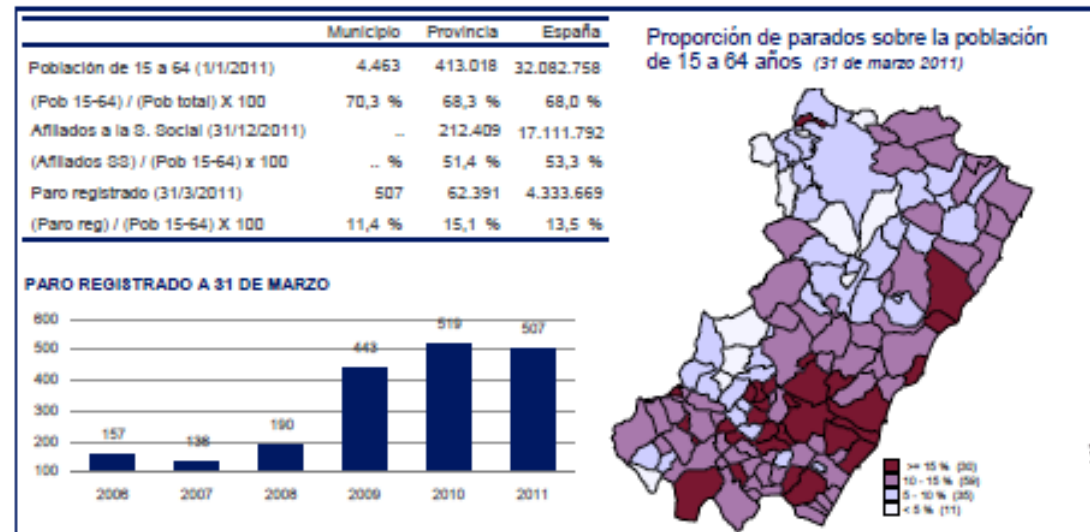 Municipio Provincia España
Población de 15 a 64 (1/1/2011) 4.463 413.018 32.082.758
(Pob 15-64) / (Pob total) X 100 70,3 % 68,3 % 68,0 %
Afiliados a la S. Social (31/12/2011) .. 212.409 17.111.792
(Afiliados SS) / (Pob 15-64) x 100 .. % 51,4 % 53,3 %
Paro registrado (31/3/2011) 507 62.391 4.333.669
(Paro reg) / (Pob 15-64) X 100 11,4 % 15,1 % 13,5 %
PARO REGISTRADO A 31 DE MARZO
600
500
400
300
200
100
157 138 190 443 519 507
2006 2007 2008 2009 2010 2011
Proporción de parados sobre la población
de 15 a 64 años (31 de marzo 2011)
>= 15 % (30)
10 - 15 % (59)
5 - 10 % (35)
< 5 % (11)